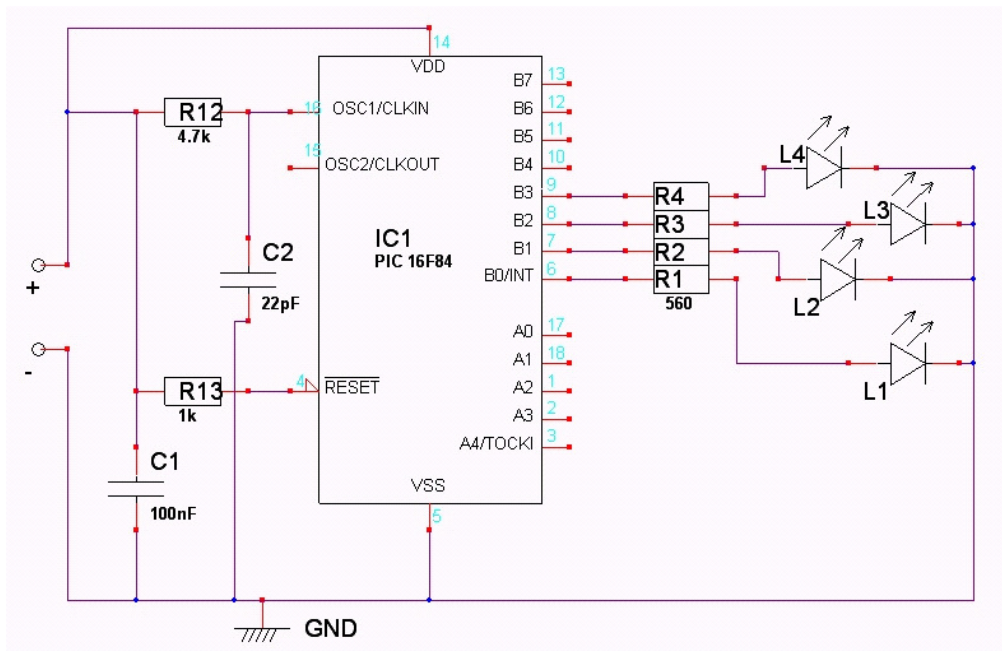 14
VDD
B7 13
16 OSC1/CLKIN
B6 12
R12
4.7k
B5 11
15 OSC2/CLKOUT
B4 10
L4
B3 9
R4
B2 8
R3
L3
IC1
PIC 16F84
B1 7
R2
C2
22pF
B0/INT 6
R1
560
L2
+
-
A0 17
A1 18
4 RESET
A2 1
R13
1k
L1
A3 2
A4/TOCKI 3
C1
100nF
VSS
5
GND